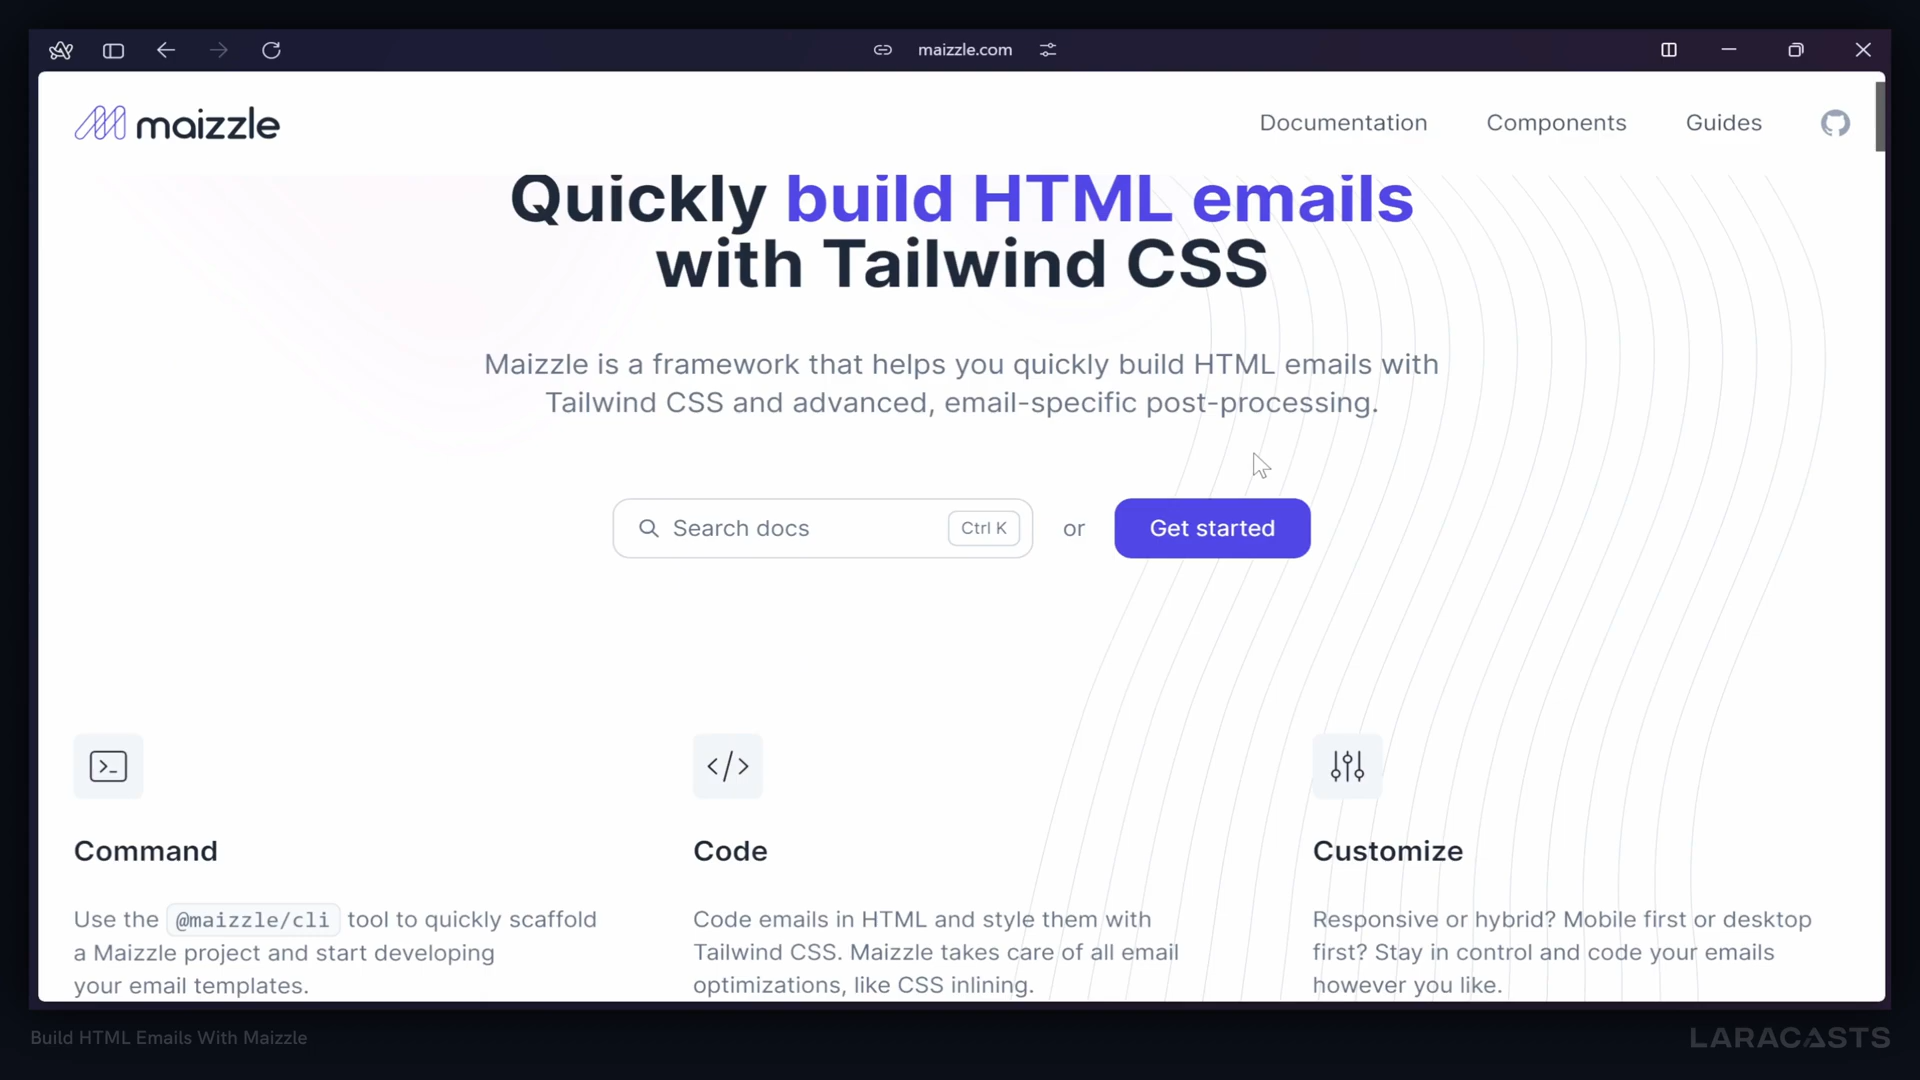 maizzle.com
maizzle
Documentation
Components
Guides
Quickly build HTML emails
with Tailwind CSS
Maizzle is a framework that helps you quickly build HTML emails with
Tailwind CSS and advanced, email-specific post-processing.
Search docs
Ctrl K
or
Get started
Command
Use the @maizzle/cli tool to quickly scaffold
a Maizzle project and start developing
your email templates.
Code
Code emails in HTML and style them with
Tailwind CSS. Maizzle takes care of all email
optimizations, like CSS inlining.
Customize
Responsive or hybrid? Mobile first or desktop
first? Stay in control and code your emails
however you like.
Build HTML Emails With Maizzle
LARACASTS